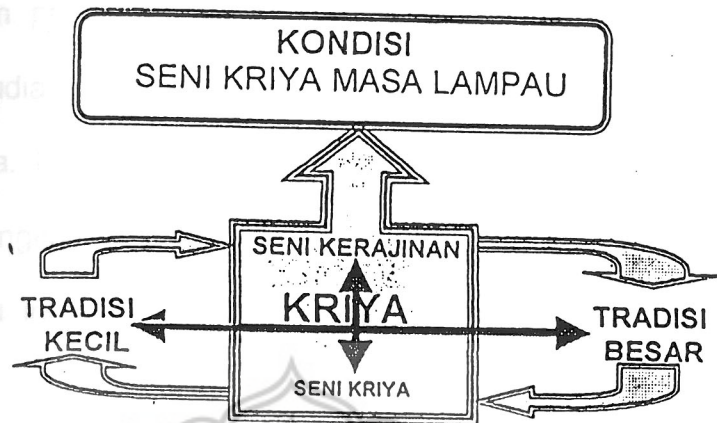 KONDISI
SENI KRIYA MASA LAMPAU
SENI KERAJINAN
KRIYA
TRADISI
KECIL
TRADISI
BESAR
SENI KRIYA